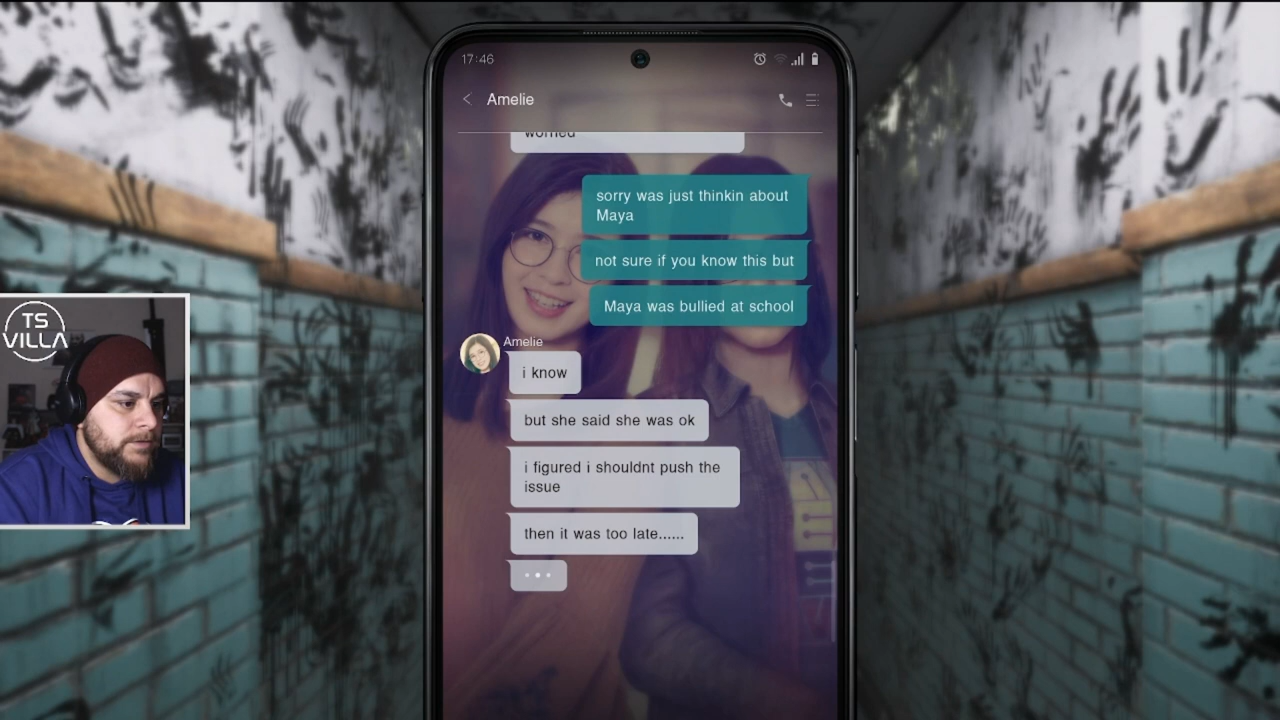 17:46
Amelie
worried
sorry was just thinkin about
Maya
not sure if you know this but
Maya was bullied at school
Amelie
i know
but she said she was ok
i figured i shouldnt push the
issue
then it was too late......
TS
VILLA